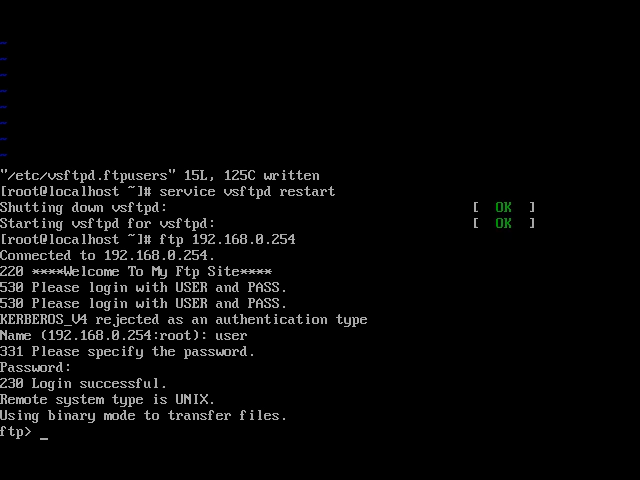 ~
~
~
~
~
~
~
~
"/etc/vsftpd.ftpusers" 15L, 125C written
[root@localhost ~]# service vsftpd restart
Shutting down vsftpd: [ OK ]
Starting vsftpd for vsftpd: [ OK ]
[root@localhost ~]# ftp 192.168.0.254
Connected to 192.168.0.254.
220 ****Welcome To My Ftp Site****
530 Please login with USER and PASS.
530 Please login with USER and PASS.
KERBEROS_V4 rejected as an authentication type
Name (192.168.0.254:root): user
331 Please specify the password.
Password:
230 Login successful.
Remote system type is UNIX.
Using binary mode to transfer files.
ftp> _